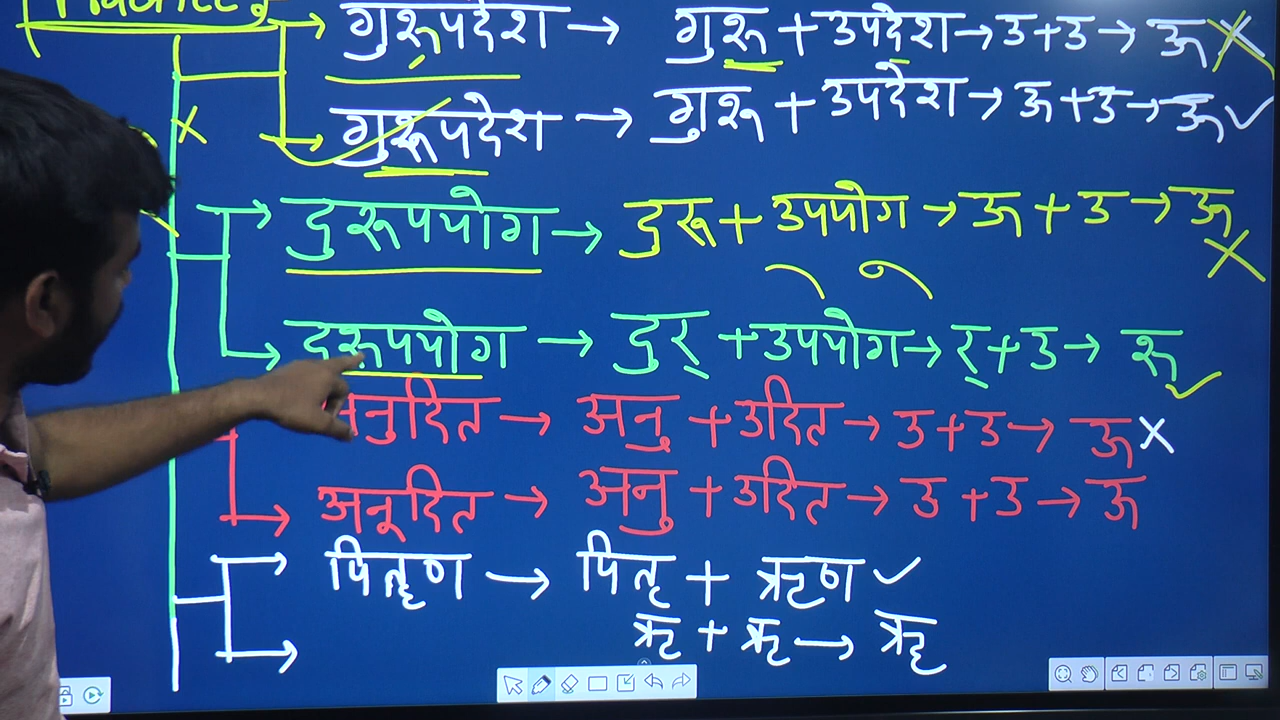 गुरूपदेश → गुरू + उपदेश → उ + उ → ऊ ✗
गुरूपदेश → गुरू + उपदेश → ऊ + उ → ऊ ✓
दुरूपयोग → दुरू + उपयोग → ऊ + उ → ऊ ✗
दुरूपयोग → दुर् + उपयोग → र् + उ → रू ✓
अनुदित → अनु + उदित → उ + उ → ऊ ✗
अनूदित → अनु + उदित → उ + उ → ऊ
पितृण → पितृ + ऋण ✓
ऋ + ऋ → ऋ